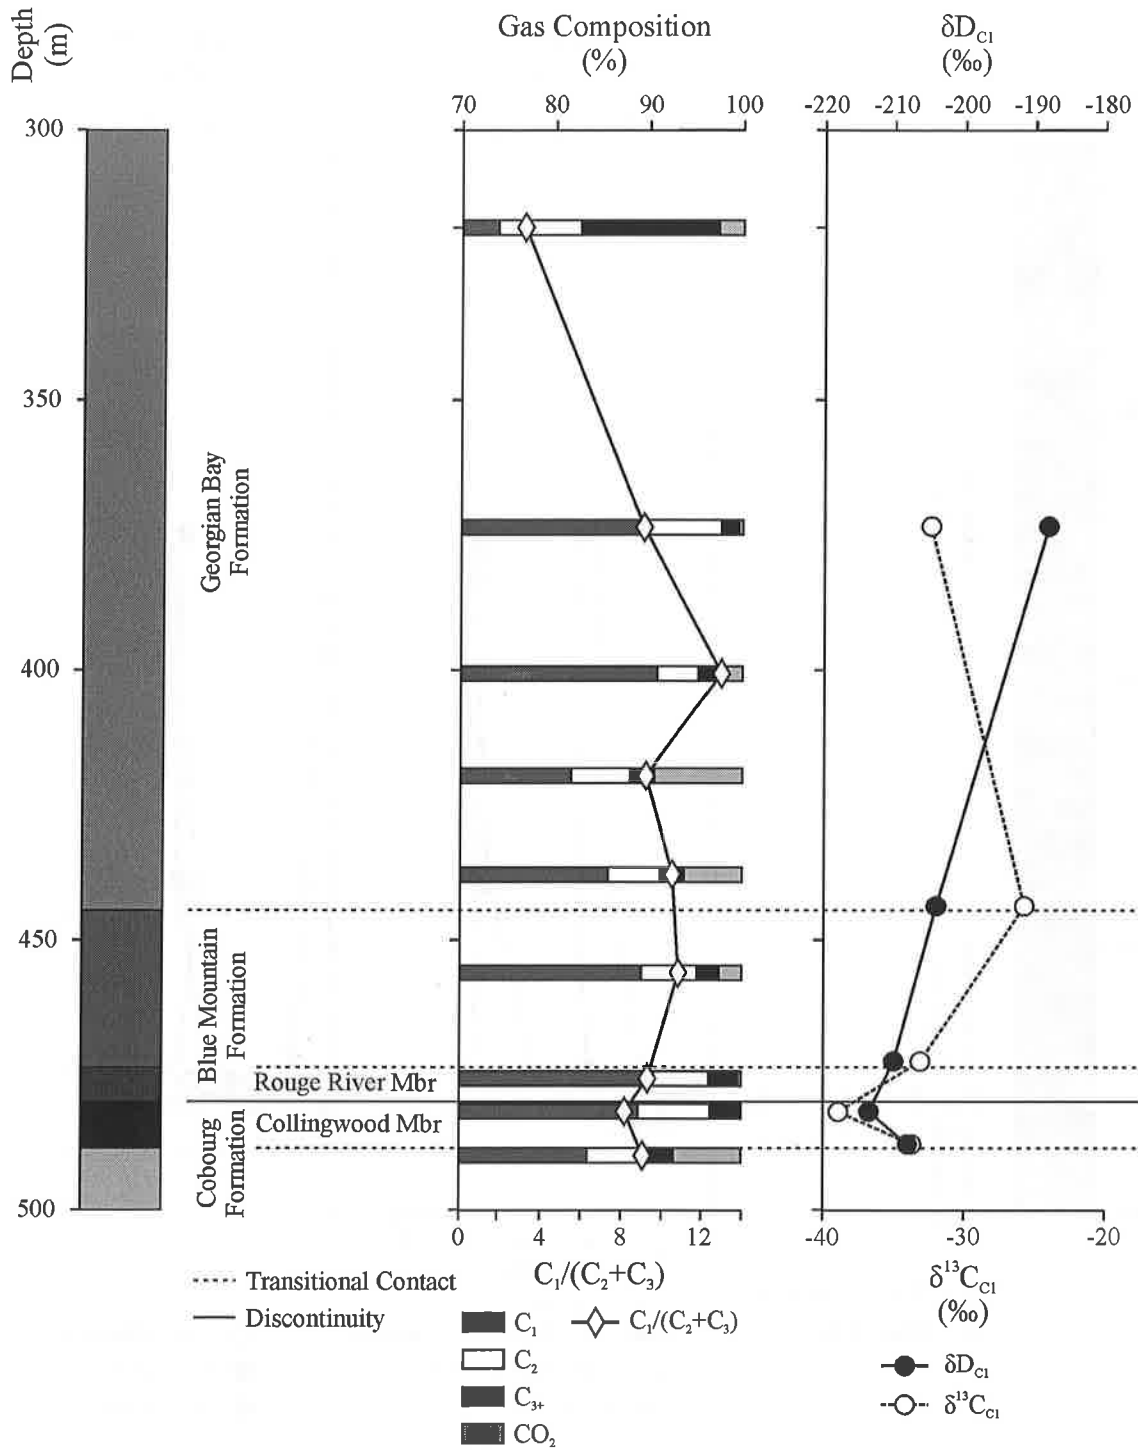 Depth
(m)
Gas Composition
(%)
δD_C1
(‰)
70 80 90 100
-220 -210 -200 -190 -180
300
350
400
450
500
Georgian Bay
Formation
Blue Mountain
Formation
Rouge River Mbr
Collingwood Mbr
Cobourg
Formation
0 4 8 12
-40 -30 -20
C₁/(C₂+C₃)
δ¹³C_C1
(‰)
Transitional Contact
Discontinuity
C₁
C₂
C₃₊
CO₂
C₁/(C₂+C₃)
δD_C1
δ¹³C_C1